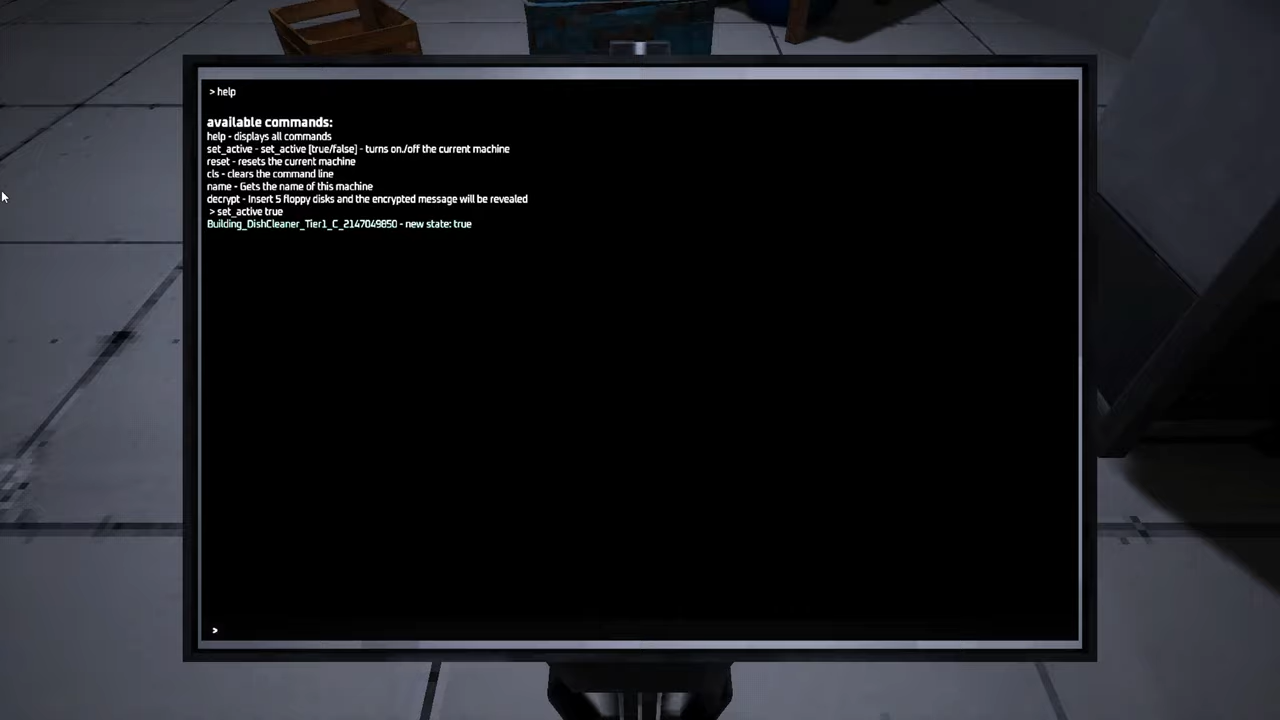 > help
available commands:
help - displays all commands
set_active - set_active [true/false] - turns on./off the current machine
reset - resets the current machine
cls - clears the command line
name - Gets the name of this machine
decrypt - Insert 5 floppy disks and the encrypted message will be revealed
> set_active true
Building_DishCleaner_Tier1_C_2147049850 - new state: true
>